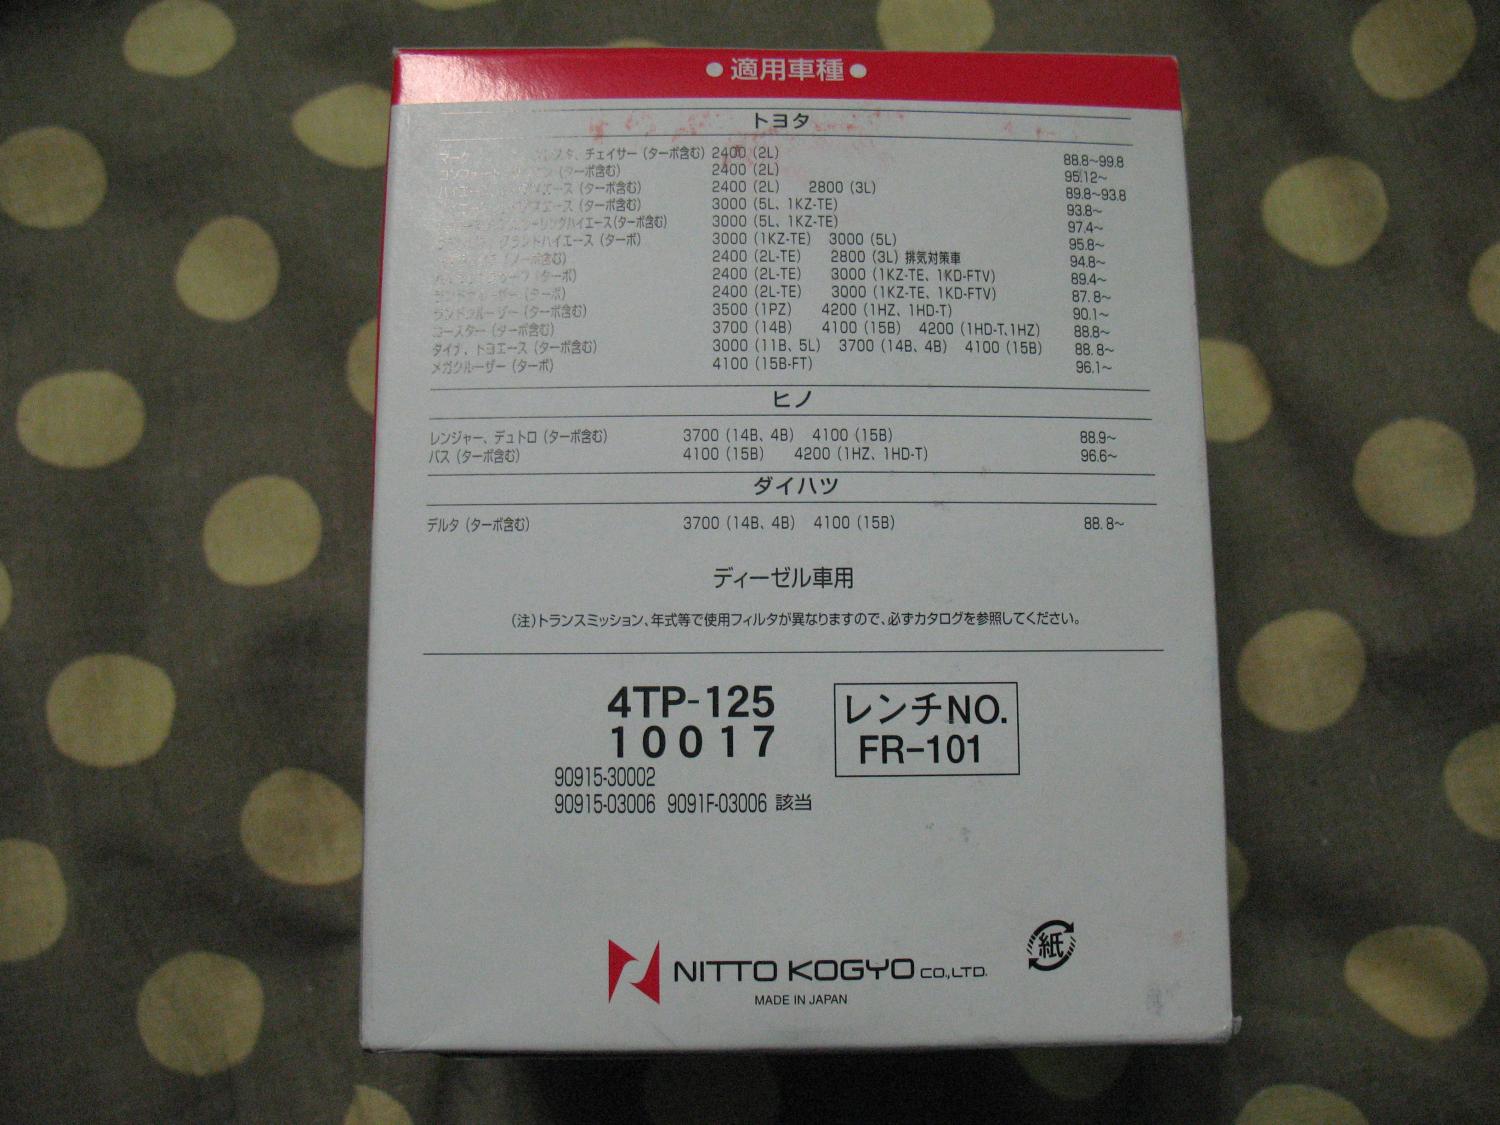 ●適用車種●
トヨタ
チェイサー(ターボ含む) 2400 (2L) 88.8~99.8
(ターボ含む) 2400 (2L) 95.12~
(ターボ含む) 2400 (2L) 2800 (3L) 89.8~93.8
(ターボ含む) 3000 (5L、1KZ-TE) 93.8~
ツーリングハイエース(ターボ含む) 3000 (5L、1KZ-TE) 97.4~
グランドハイエース (ターボ) 3000 (1KZ-TE) 3000 (5L) 95.8~
(ターボ含む) 2400 (2L-TE) 2800 (3L) 排気対策車 94.8~
(ターボ) 2400 (2L-TE) 3000 (1KZ-TE、1KD-FTV) 89.4~
(ターボ) 2400 (2L-TE) 3000 (1KZ-TE、1KD-FTV) 87.8~
ランドクルーザー (ターボ含む) 3500 (1PZ) 4200 (1HZ、1HD-T) 90.1~
コースター (ターボ含む) 3700 (14B) 4100 (15B) 4200 (1HD-T、1HZ) 88.8~
ダイナ、トヨエース (ターボ含む) 3000 (11B、5L) 3700 (14B、4B) 4100 (15B) 88.8~
メガクルーザー (ターボ) 4100 (15B-FT) 96.1~
ヒノ
レンジャー、デュトロ (ターボ含む) 3700 (14B、4B) 4100 (15B) 88.9~
バス (ターボ含む) 4100 (15B) 4200 (1HZ、1HD-T) 96.6~
ダイハツ
デルタ (ターボ含む) 3700 (14B、4B) 4100 (15B) 88.8~
ディーゼル車用
(注)トランスミッション、年式等で使用フィルタが異なりますので、必ずカタログを参照してください。
4TP-125
10017
レンチNO.
FR-101
90915-30002
90915-03006 9091F-03006 該当
紙
NITTO KOGYO CO.,LTD.
MADE IN JAPAN